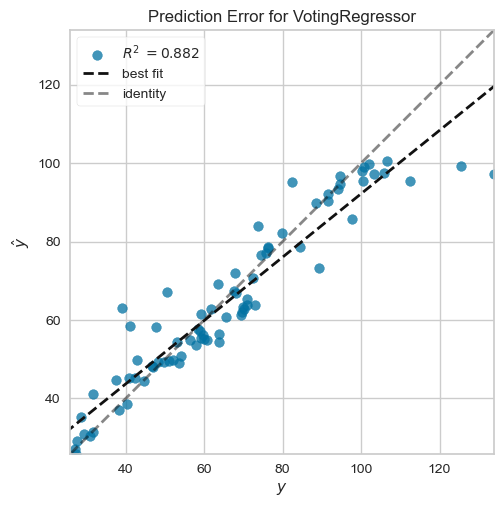 Prediction Error for VotingRegressor
R² = 0.882
best fit
identity
120
100
80
60
40
ŷ
40 60 80 100 120
y